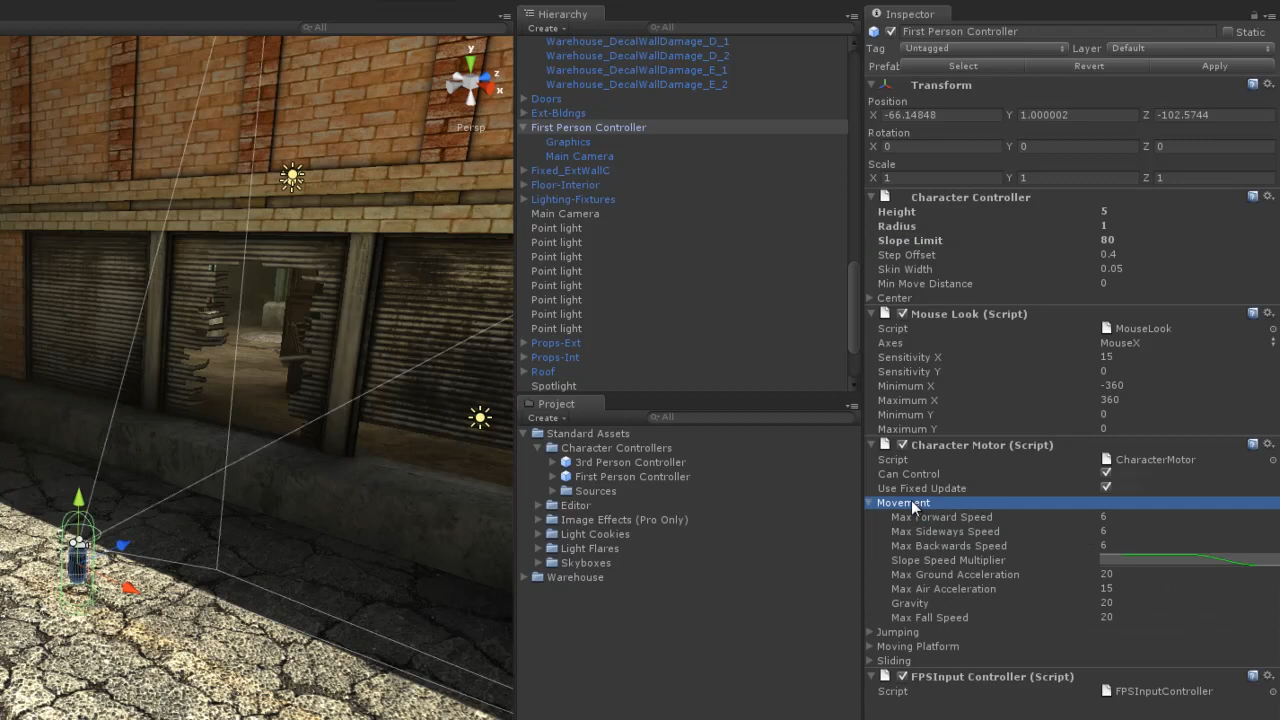 All
y
z
x
Persp
Hierarchy
Create
All
Warehouse_DecalWallDamage_D_1
Warehouse_DecalWallDamage_D_2
Warehouse_DecalWallDamage_E_1
Warehouse_DecalWallDamage_E_2
Doors
Ext-Bldngs
First Person Controller
Graphics
Main Camera
Fixed_ExtWallC
Floor-Interior
Lighting-Fixtures
Main Camera
Point light
Point light
Point light
Point light
Point light
Point light
Point light
Point light
Props-Ext
Props-Int
Roof
Spotlight
Project
Create
All
Standard Assets
Character Controllers
3rd Person Controller
First Person Controller
Sources
Editor
Image Effects (Pro Only)
Light Cookies
Light Flares
Skyboxes
Warehouse
Inspector
First Person Controller Static
Tag Untagged Layer Default
Prefab Select Revert Apply
Transform
Position
X -66.14848 Y 1.000002 Z -102.5744
Rotation
X 0 Y 0 Z 0
Scale
X 1 Y 1 Z 1
Character Controller
Height 5
Radius 1
Slope Limit 80
Step Offset 0.4
Skin Width 0.05
Min Move Distance 0
Center
Mouse Look (Script)
Script MouseLook
Axes MouseX
Sensitivity X 15
Sensitivity Y 0
Minimum X -360
Maximum X 360
Minimum Y 0
Maximum Y 0
Character Motor (Script)
Script CharacterMotor
Can Control
Use Fixed Update
Movement
Max Forward Speed 6
Max Sideways Speed 6
Max Backwards Speed 6
Slope Speed Multiplier
Max Ground Acceleration 20
Max Air Acceleration 15
Gravity 20
Max Fall Speed 20
Jumping
Moving Platform
Sliding
FPSInput Controller (Script)
Script FPSInputController